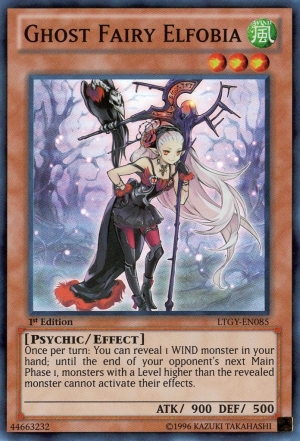 GHOST FAIRY ELFOBIA
WIND
風
1st Edition
LTGY-EN085
[PSYCHIC/EFFECT]
Once per turn: You can reveal 1 WIND monster in
your hand; until the end of your opponent's next Main
Phase 1, monsters with a Level higher than the revealed
monster cannot activate their effects.
ATK/ 900 DEF/ 500
44663232
©1996 KAZUKI TAKAHASHI